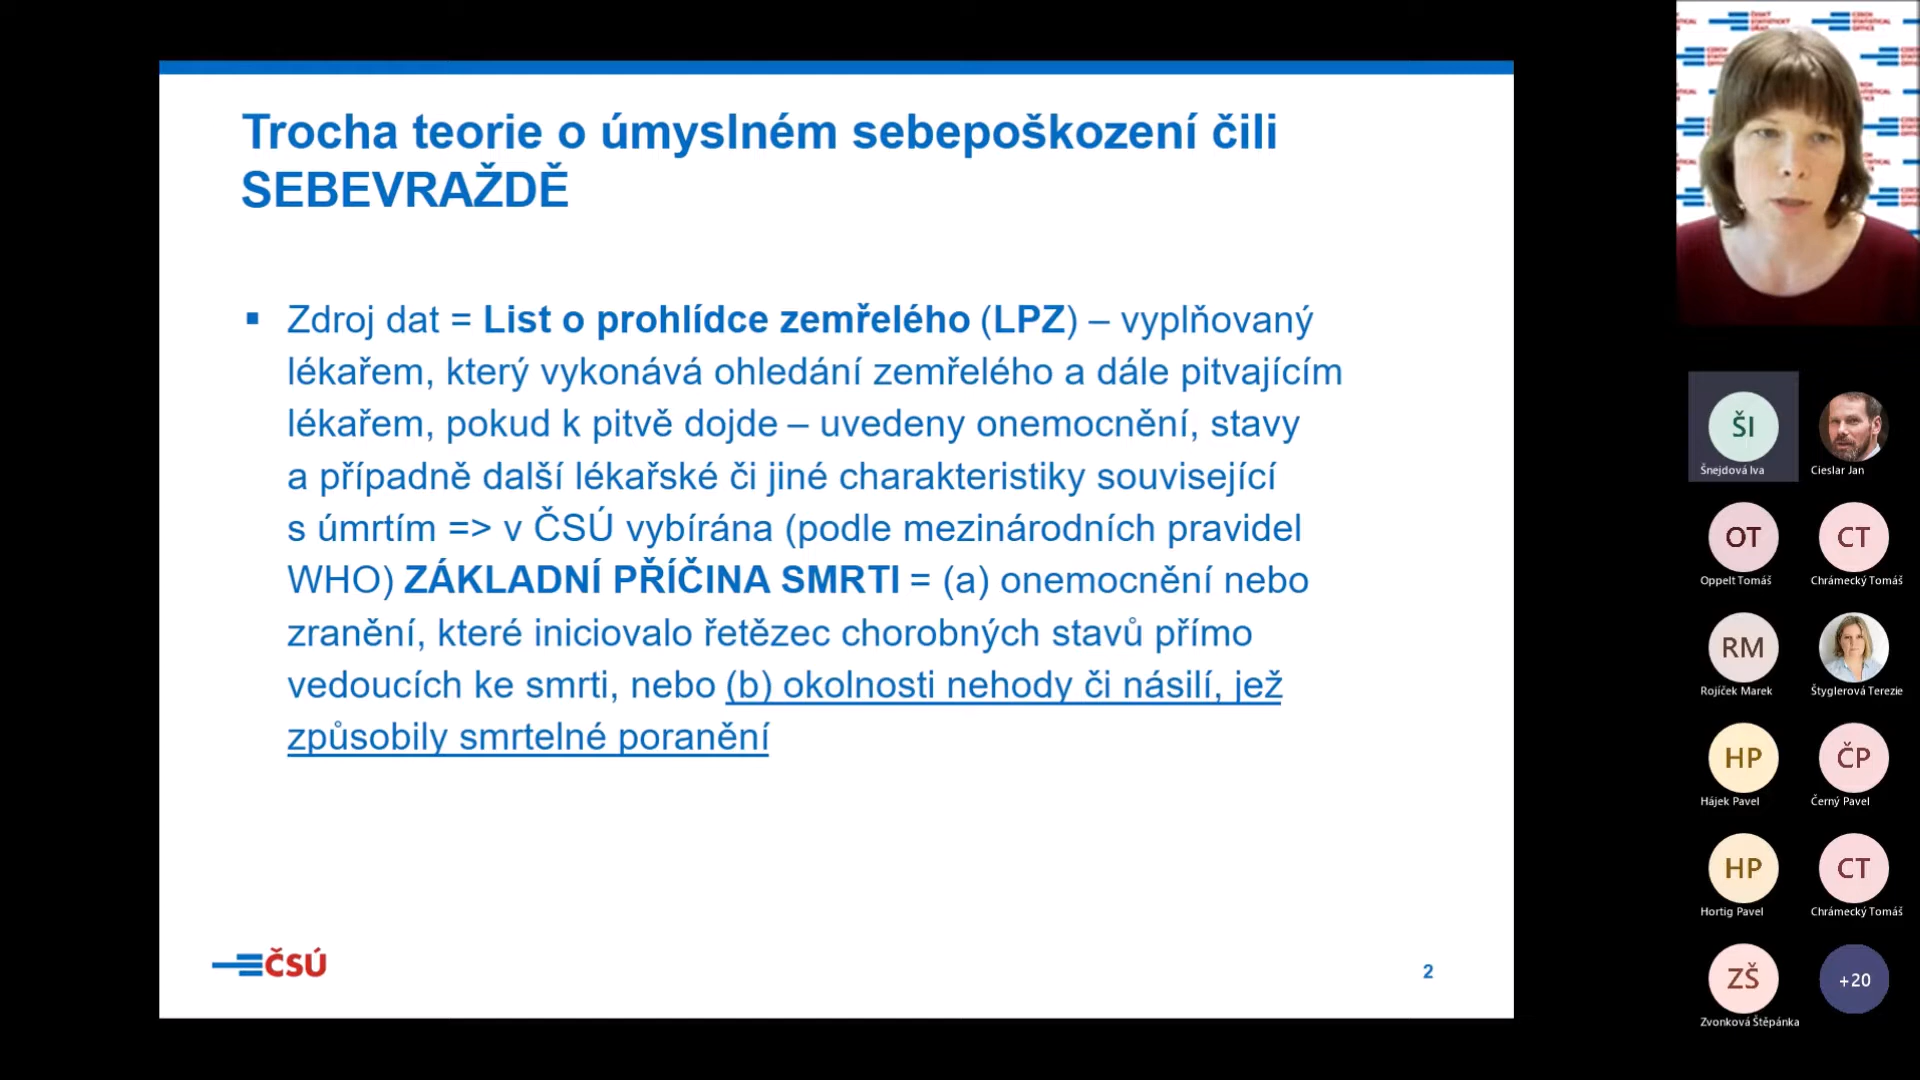 Trocha teorie o úmyslném sebepoškození čili
SEBEVRAŽDĚ
▪ Zdroj dat = List o prohlídce zemřelého (LPZ) – vyplňovaný
lékařem, který vykonává ohledání zemřelého a dále pitvajícím
lékařem, pokud k pitvě dojde – uvedeny onemocnění, stavy
a případně další lékařské či jiné charakteristiky související
s úmrtím => v ČSÚ vybírána (podle mezinárodních pravidel
WHO) ZÁKLADNÍ PŘÍČINA SMRTI = (a) onemocnění nebo
zranění, které iniciovalo řetězec chorobných stavů přímo
vedoucích ke smrti, nebo (b) okolnosti nehody či násilí, jež
způsobily smrtelné poranění
ČSÚ
2
ŠI
Šnejdová Iva
Cieslar Jan
OT
CT
Oppelt Tomáš
Chrámecký Tomáš
RM
Rojíček Marek
Štyglerová Terezie
HP
ČP
Hájek Pavel
Černý Pavel
HP
CT
Hortig Pavel
Chrámecký Tomáš
ZŠ
+20
Zvonková Štěpánka